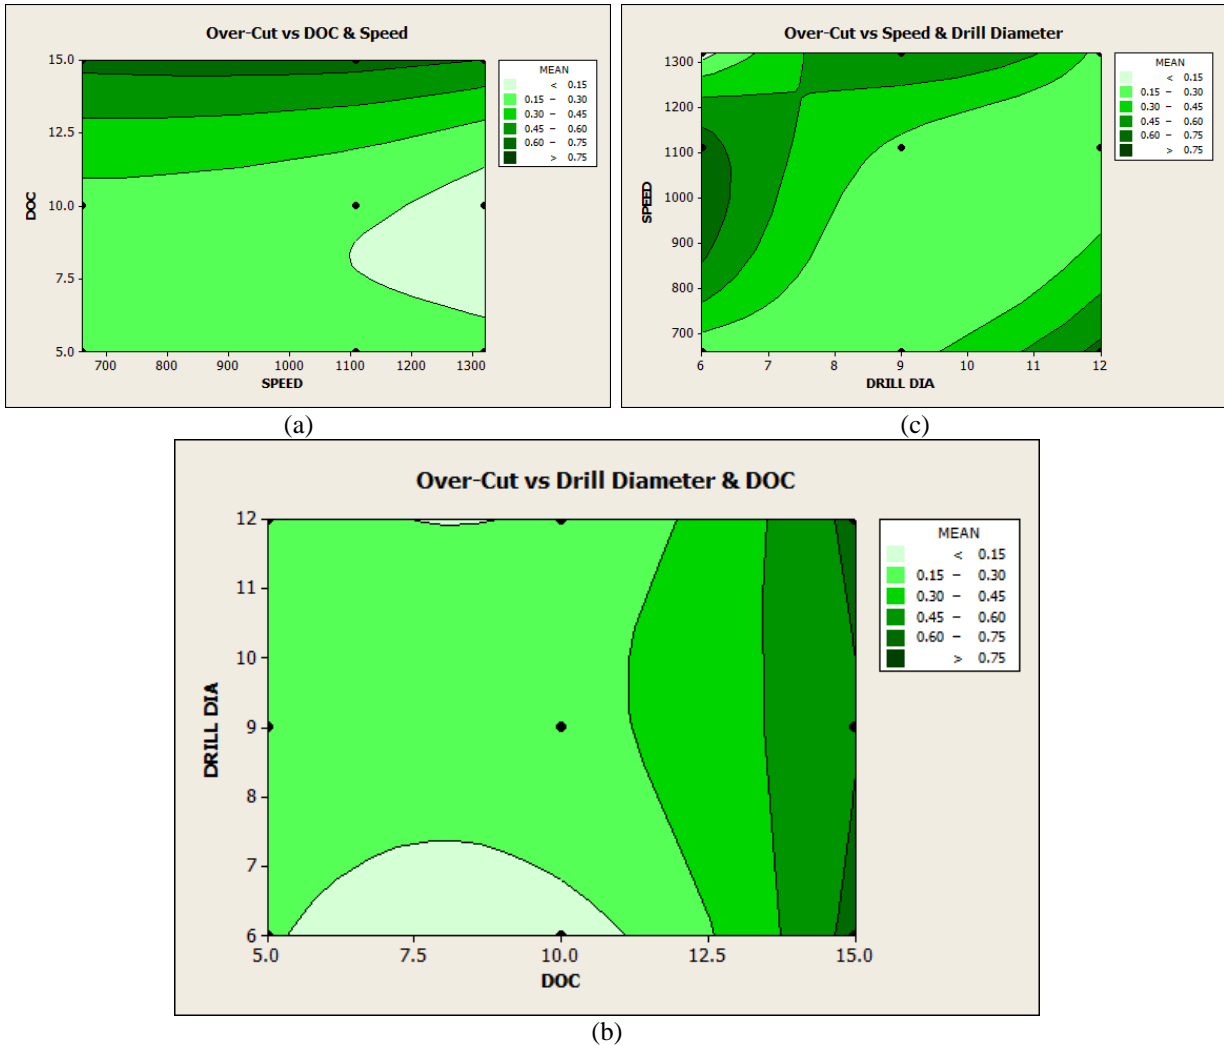 Over-Cut vs DOC & Speed
15.0
12.5
10.0
7.5
5.0
DOC
700 800 900 1000 1100 1200 1300
SPEED
MEAN
< 0.15
0.15 – 0.30
0.30 – 0.45
0.45 – 0.60
0.60 – 0.75
> 0.75
(a)
Over-Cut vs Speed & Drill Diameter
1300
1200
1100
1000
900
800
700
SPEED
6 7 8 9 10 11 12
DRILL DIA
MEAN
< 0.15
0.15 – 0.30
0.30 – 0.45
0.45 – 0.60
0.60 – 0.75
> 0.75
(c)
Over-Cut vs Drill Diameter & DOC
12
11
10
9
8
7
6
DRILL DIA
5.0 7.5 10.0 12.5 15.0
DOC
MEAN
< 0.15
0.15 – 0.30
0.30 – 0.45
0.45 – 0.60
0.60 – 0.75
> 0.75
(b)